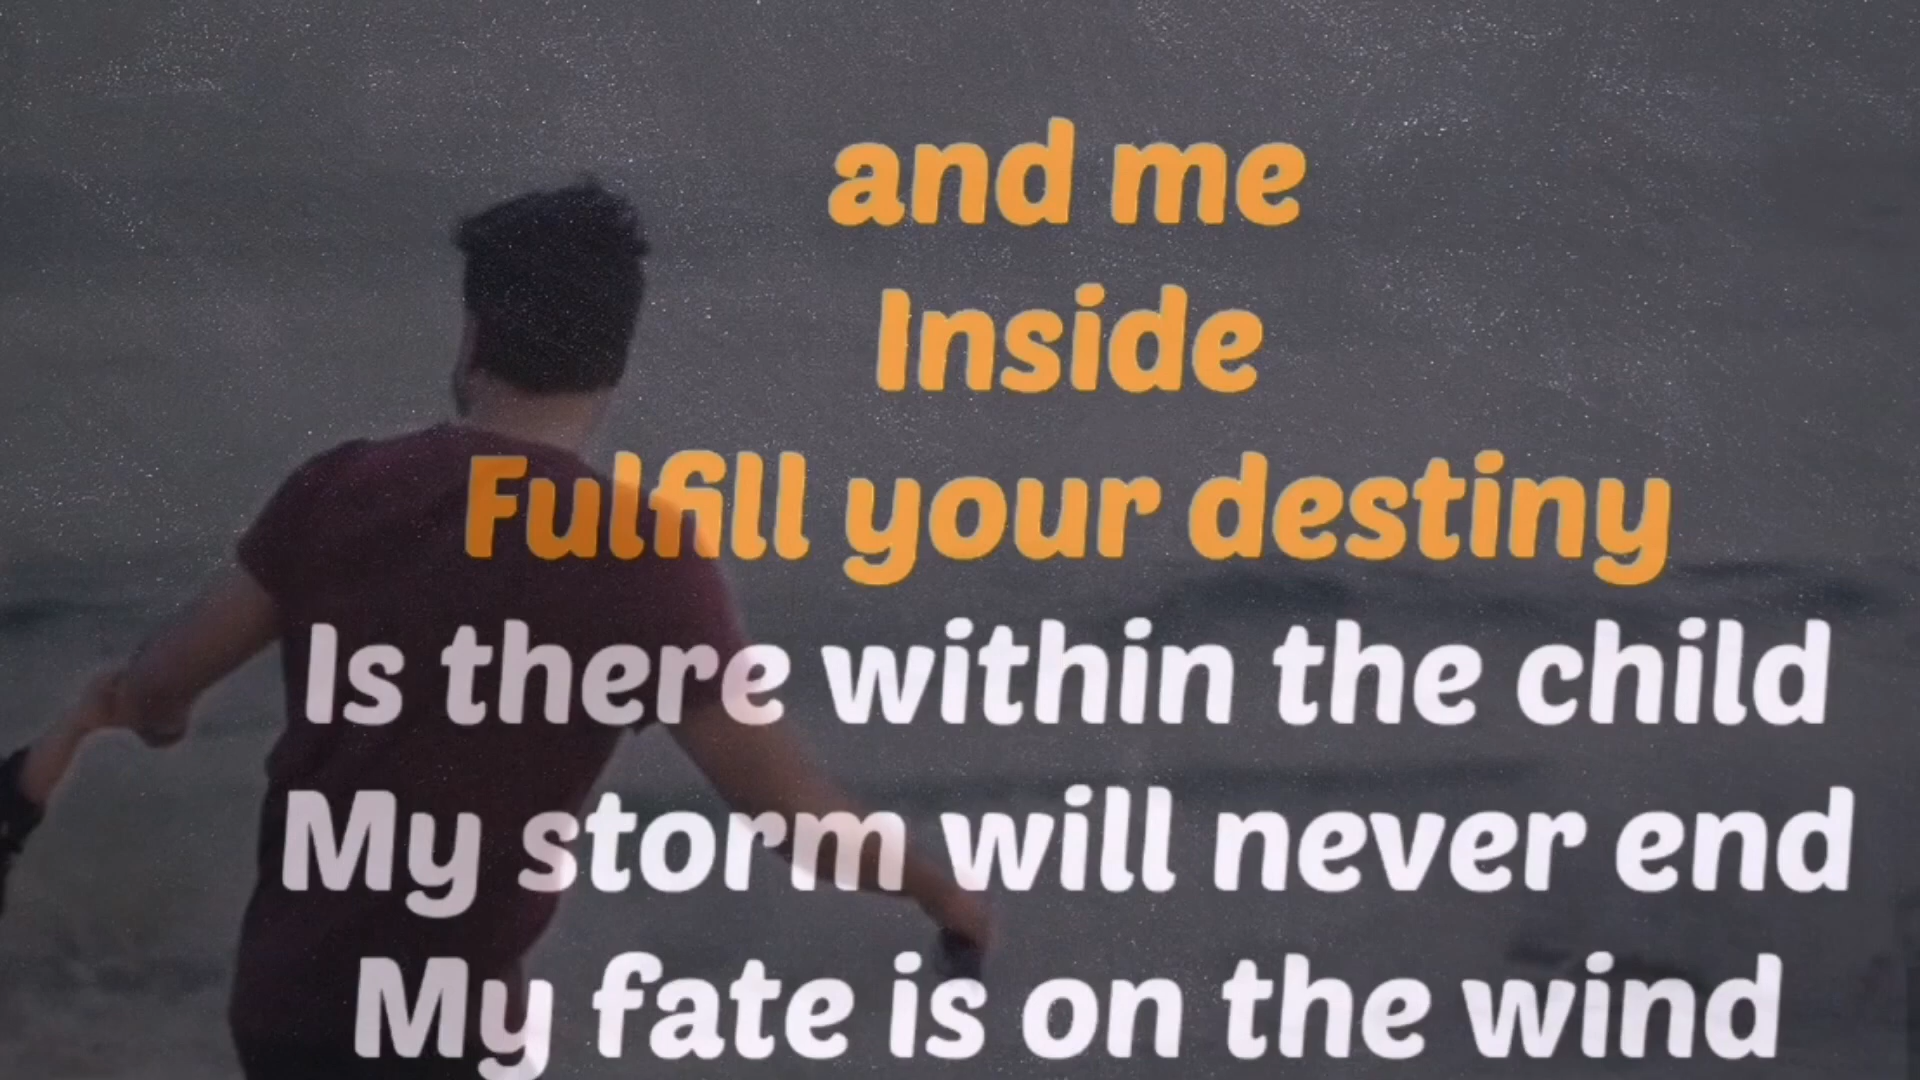 and me
Inside
Fulfill your destiny
Is there within the child
My storm will never end
My fate is on the wind